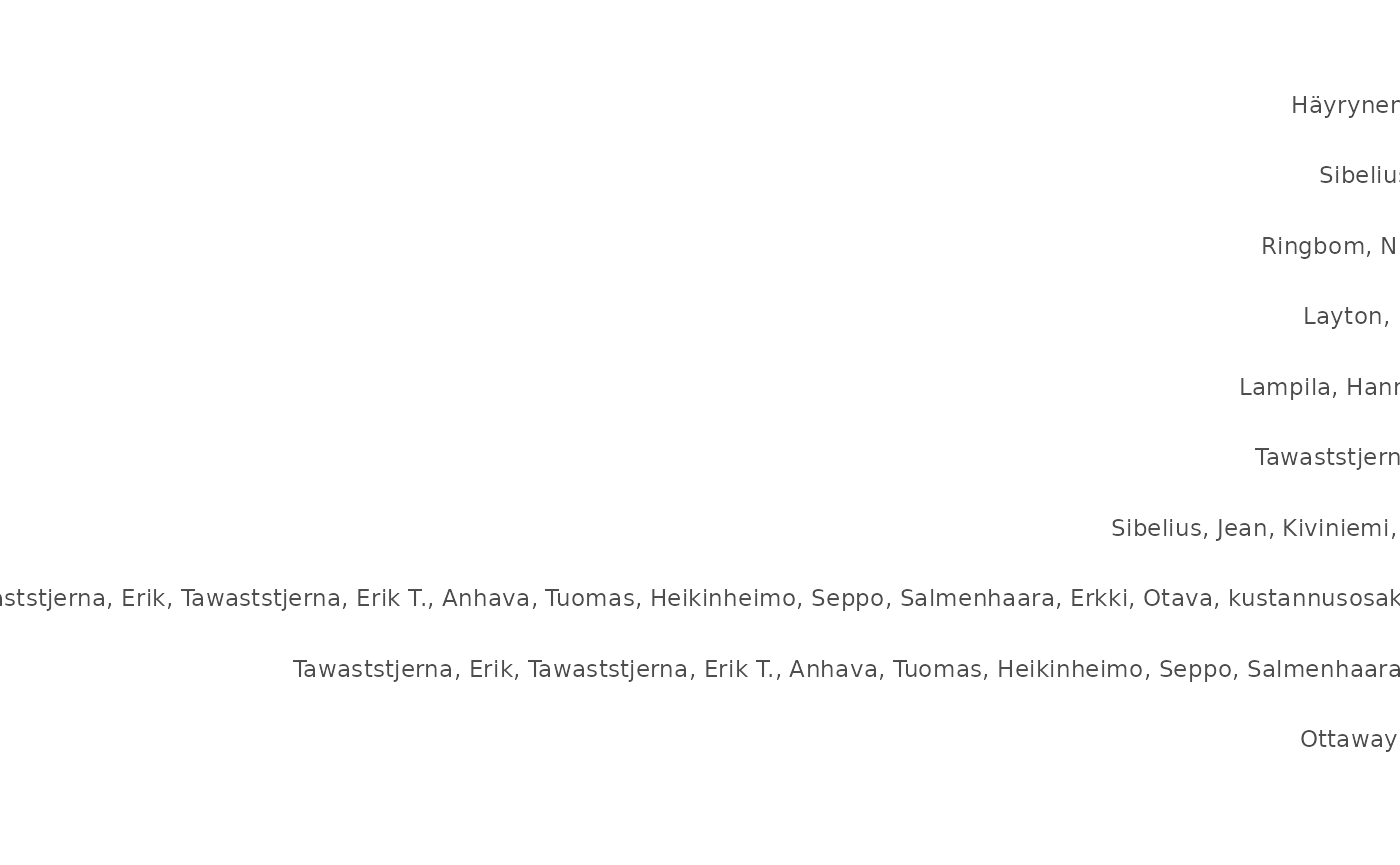 Häyrynen
Sibelius
Ringbom, N
Layton,
Lampila, Hann
Tawaststjern
Sibelius, Jean, Kiviniemi,
aststjerna, Erik, Tawaststjerna, Erik T., Anhava, Tuomas, Heikinheimo, Seppo, Salmenhaara, Erkki, Otava, kustannusosak
Tawaststjerna, Erik, Tawaststjerna, Erik T., Anhava, Tuomas, Heikinheimo, Seppo, Salmenhaara
Ottaway